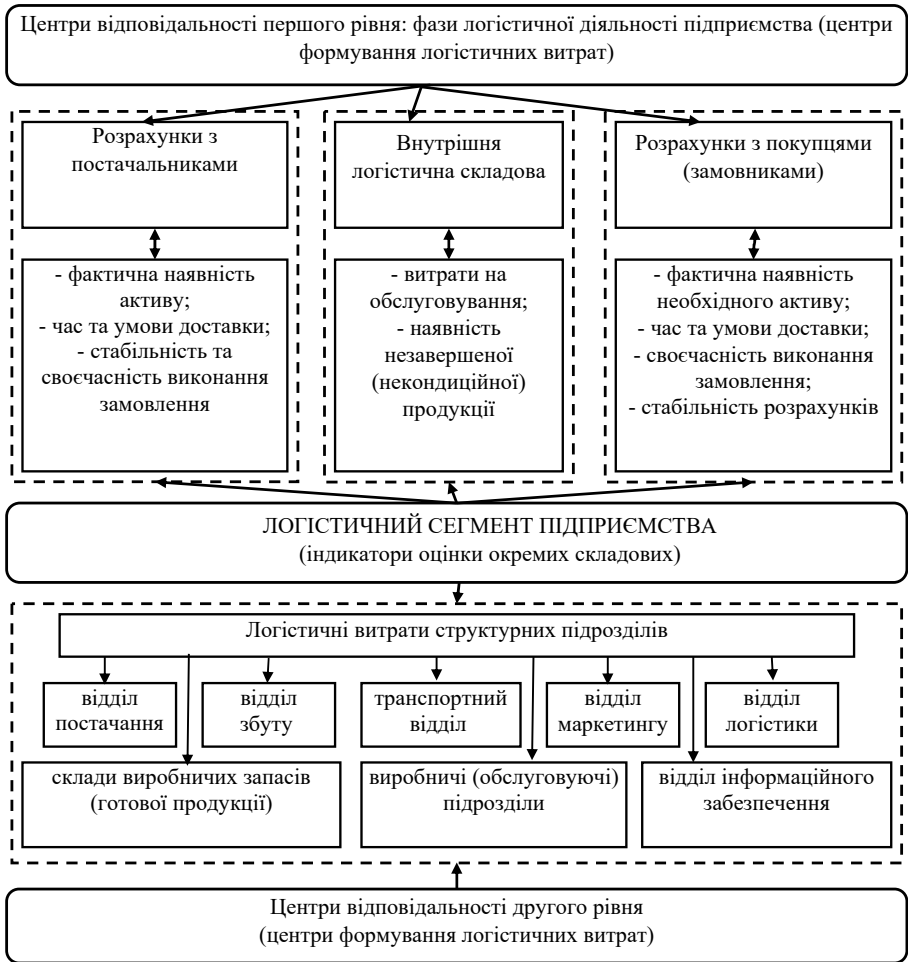 Центри відповідальності першого рівня: фази логістичної діяльності підприємства (центри
формування логістичних витрат)
Розрахунки з
постачальниками
Внутрішня
логістична складова
Розрахунки з покупцями
(замовниками)
- фактична наявність
активу;
- час та умови доставки;
- стабільність та
своєчасність виконання
замовлення
- витрати на
обслуговування;
- наявність
незавершеної
(некондиційної)
продукції
- фактична наявність
необхідного активу;
- час та умови доставки;
- своєчасність виконання
замовлення;
- стабільність розрахунків
ЛОГІСТИЧНИЙ СЕГМЕНТ ПІДПРИЄМСТВА
(індикатори оцінки окремих складових)
Логістичні витрати структурних підрозділів
відділ
постачання
відділ
збуту
транспортний
відділ
відділ
маркетингу
відділ
логістики
склади виробничих запасів
(готової продукції)
виробничі (обслуговуючі)
підрозділи
відділ інформаційного
забезпечення
Центри відповідальності другого рівня
(центри формування логістичних витрат)